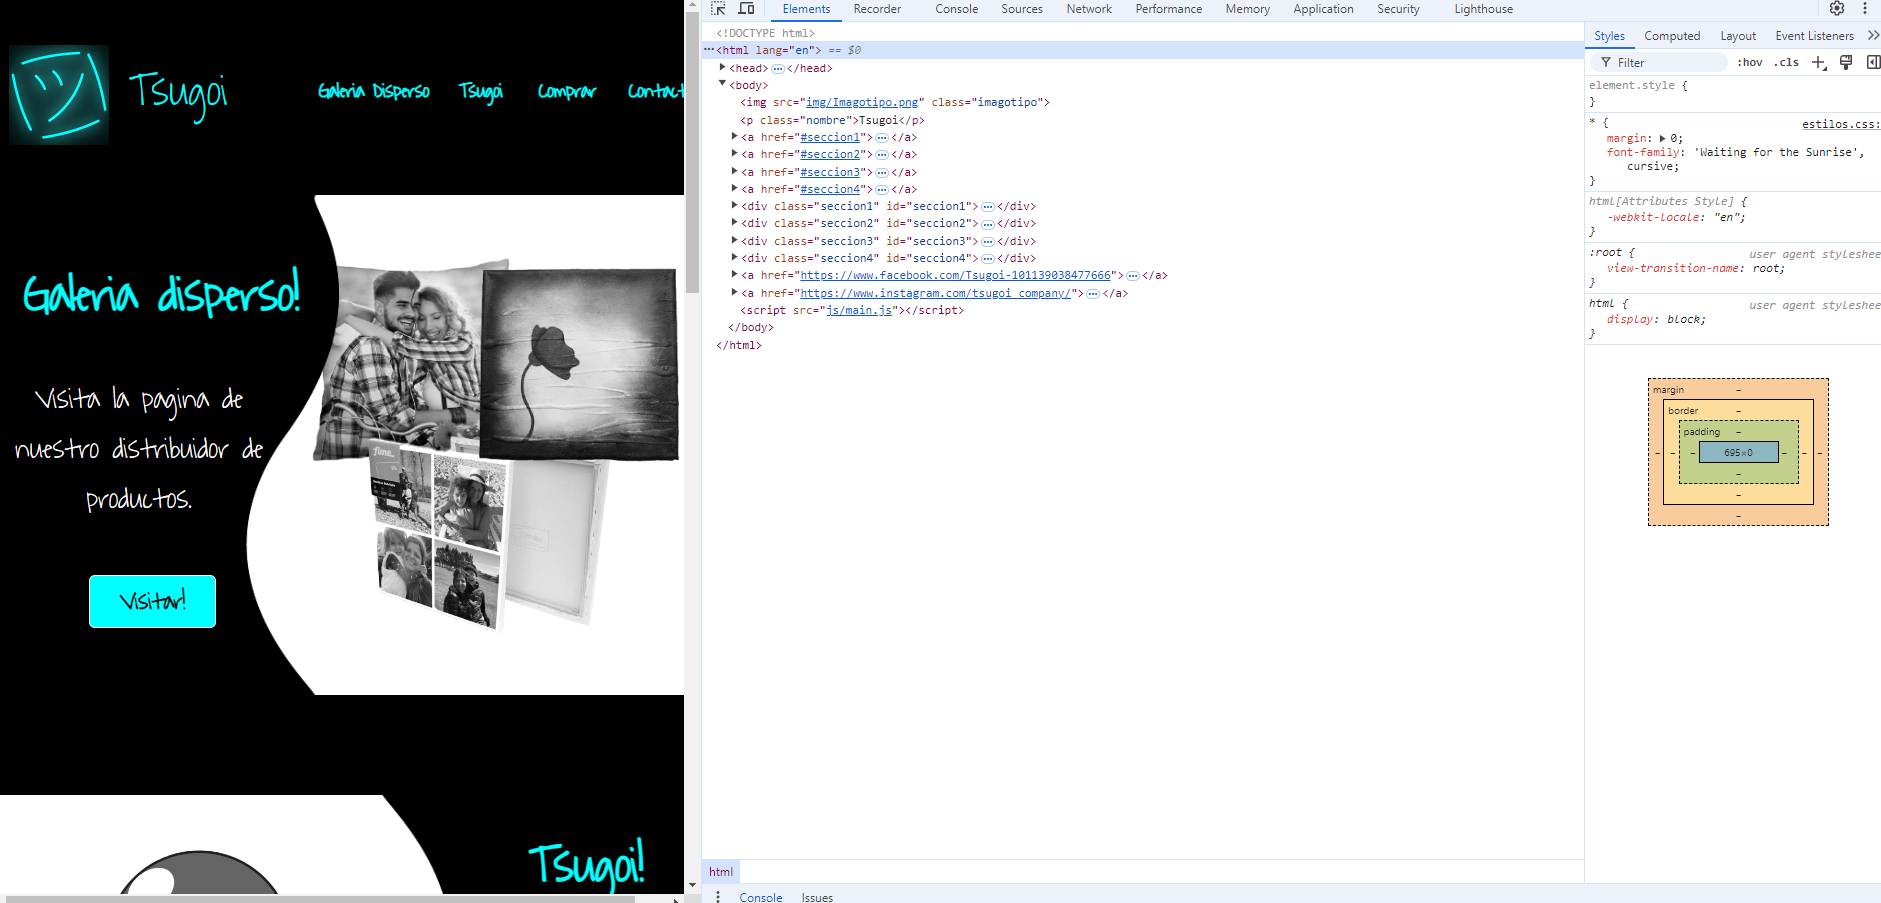 ツ
Tsugoi
Galeria Disperso Tsugoi Comprar Contact
Galeria disperso!
Visita la pagina de
nuestro distribuidor de
productos.
Visitar!
Tsugoi!
Elements Recorder Console Sources Network Performance Memory Application Security Lighthouse
<!DOCTYPE html>
<html lang="en"> == $0
<head> </head>
<body>
<img src="img/Imagotipo.png" class="imagotipo">
<p class="nombre">Tsugoi</p>
<a href="#seccion1"> </a>
<a href="#seccion2"> </a>
<a href="#seccion3"> </a>
<a href="#seccion4"> </a>
<div class="seccion1" id="seccion1"> </div>
<div class="seccion2" id="seccion2"> </div>
<div class="seccion3" id="seccion3"> </div>
<div class="seccion4" id="seccion4"> </div>
<a href="https://www.facebook.com/Tsugoi-101139038477666"> </a>
<a href="https://www.instagram.com/tsugoi_company/"> </a>
<script src="js/main.js"></script>
</body>
</html>
html
Console Issues
Styles Computed Layout Event Listeners
Filter :hov .cls
element.style {
}
* { estilos.css:
margin: 0;
font-family: 'Waiting for the Sunrise',
cursive;
}
html[Attributes Style] {
-webkit-locale: "en";
}
:root { user agent styleshee
view-transition-name: root;
}
html { user agent styleshee
display: block;
}
margin –
border –
padding –
– – – 695×0 – – –
–
–
–